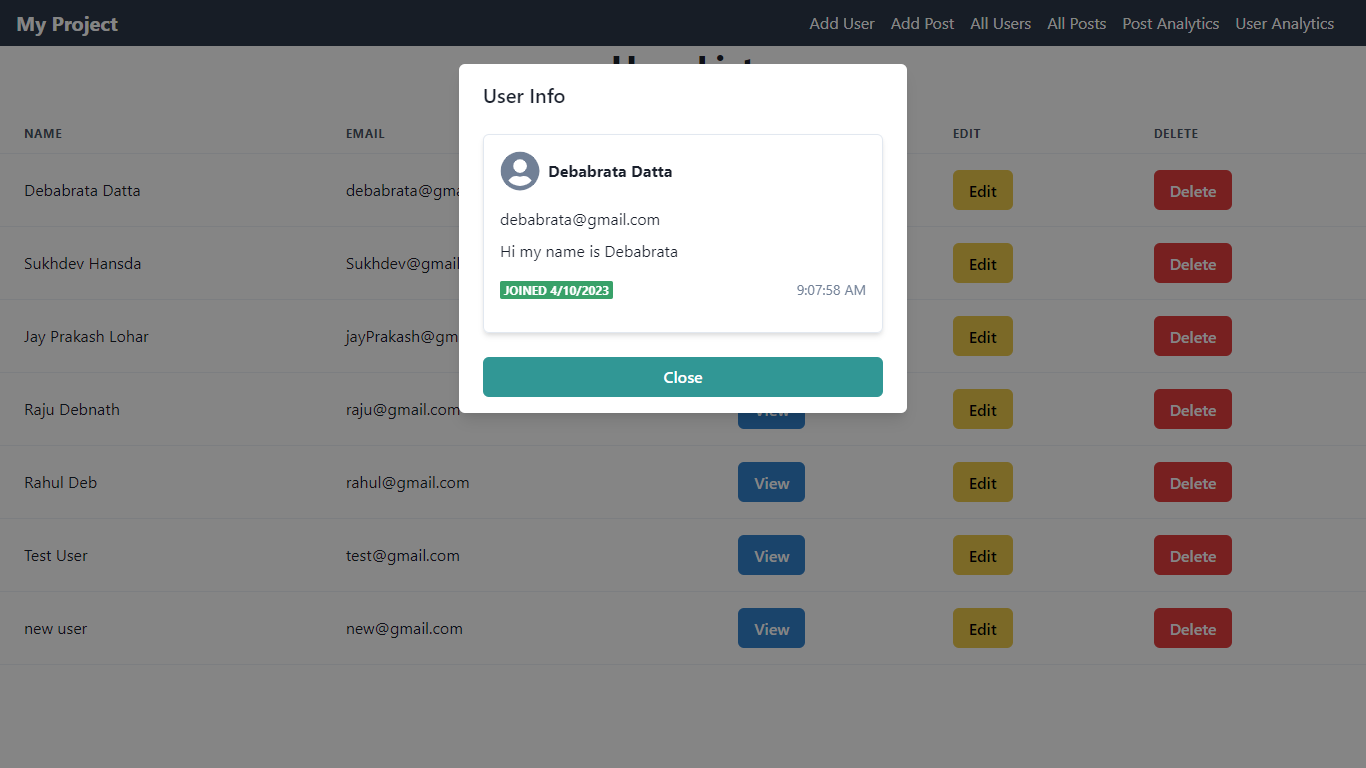 My Project Add User Add Post All Users All Posts Post Analytics User Analytics
User Info
NAME EMAIL EDIT DELETE
Debabrata Datta
Debabrata Datta debabrata@gma Edit Delete
debabrata@gmail.com
Hi my name is Debabrata
Sukhdev Hansda Sukhdev@gmail Edit Delete
JOINED 4/10/2023 9:07:58 AM
Jay Prakash Lohar jayPrakash@gm Edit Delete
Close
Raju Debnath raju@gmail.com View Edit Delete
Rahul Deb rahul@gmail.com View Edit Delete
Test User test@gmail.com View Edit Delete
new user new@gmail.com View Edit Delete